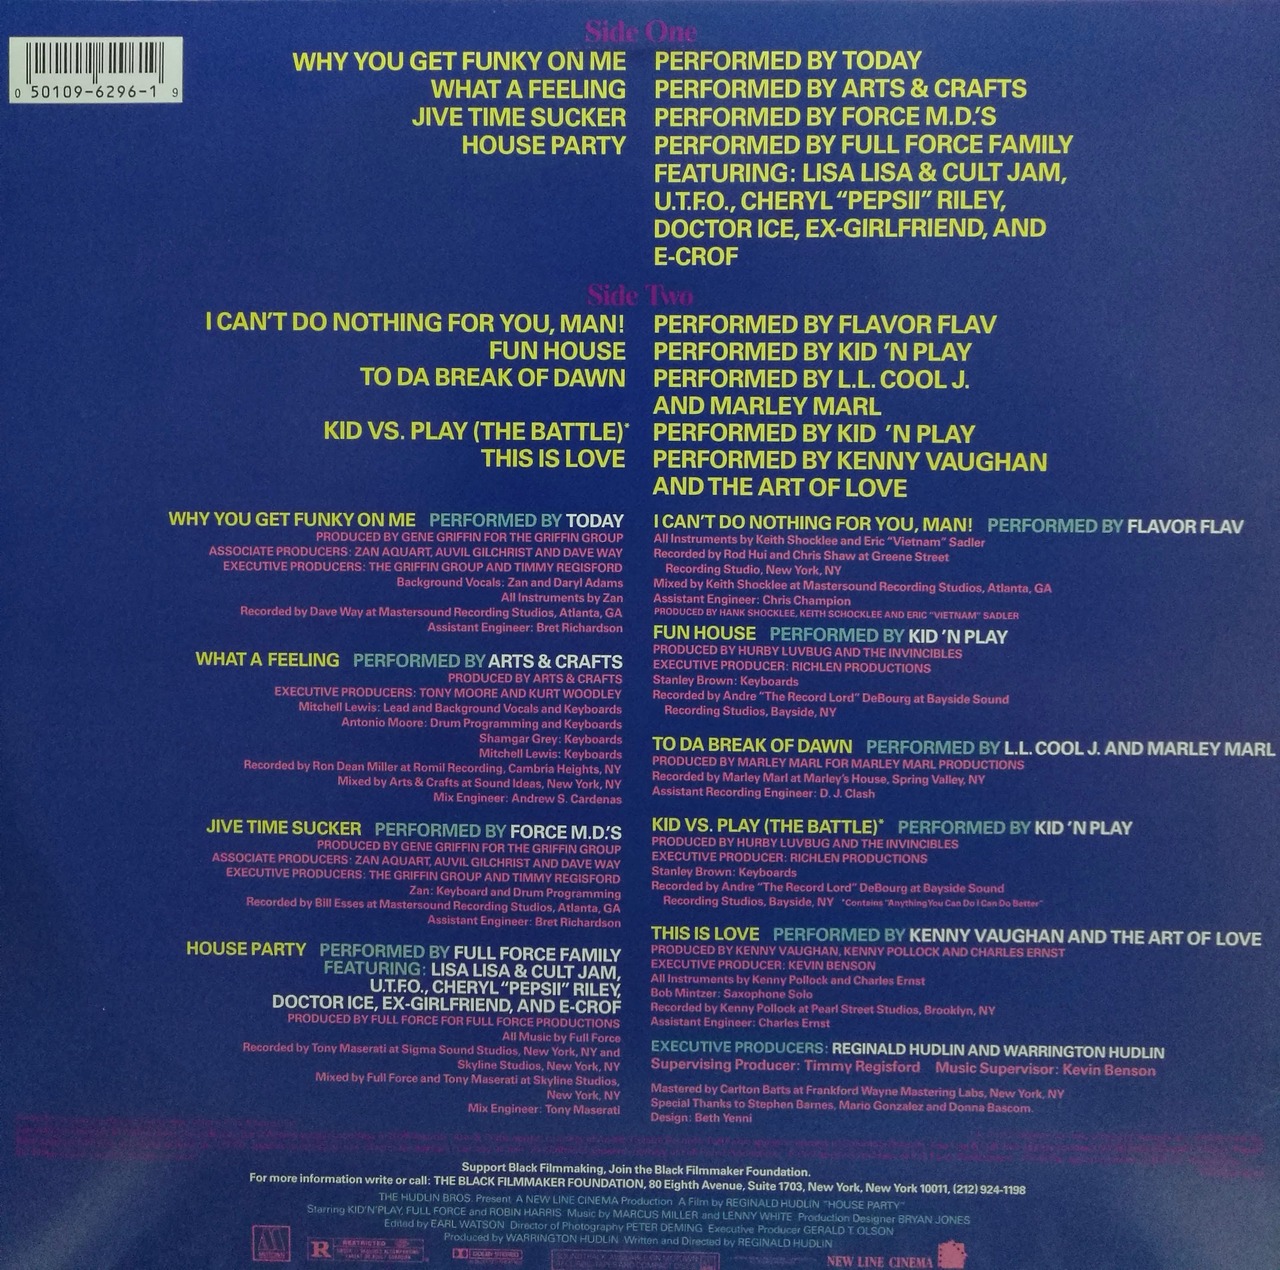 0 50109-6296-1 9
Side One
WHY YOU GET FUNKY ON ME PERFORMED BY TODAY
WHAT A FEELING PERFORMED BY ARTS & CRAFTS
JIVE TIME SUCKER PERFORMED BY FORCE M.D.'S
HOUSE PARTY PERFORMED BY FULL FORCE FAMILY
FEATURING: LISA LISA & CULT JAM,
U.T.F.O., CHERYL "PEPSII" RILEY,
DOCTOR ICE, EX-GIRLFRIEND, AND
E-CROF
Side Two
I CAN'T DO NOTHING FOR YOU, MAN! PERFORMED BY FLAVOR FLAV
FUN HOUSE PERFORMED BY KID 'N PLAY
TO DA BREAK OF DAWN PERFORMED BY L.L. COOL J.
AND MARLEY MARL
KID VS. PLAY (THE BATTLE)* PERFORMED BY KID 'N PLAY
THIS IS LOVE PERFORMED BY KENNY VAUGHAN
AND THE ART OF LOVE
WHY YOU GET FUNKY ON ME PERFORMED BY TODAY
PRODUCED BY GENE GRIFFIN FOR THE GRIFFIN GROUP
ASSOCIATE PRODUCERS: ZAN AQUART, AUVIL GILCHRIST AND DAVE WAY
EXECUTIVE PRODUCERS: THE GRIFFIN GROUP AND TIMMY REGISFORD
Background Vocals: Zan and Daryl Adams
All Instruments by Zan
Recorded by Dave Way at Mastersound Recording Studios, Atlanta, GA
Assistant Engineer: Bret Richardson
WHAT A FEELING PERFORMED BY ARTS & CRAFTS
PRODUCED BY ARTS & CRAFTS
EXECUTIVE PRODUCERS: TONY MOORE AND KURT WOODLEY
Mitchell Lewis: Lead and Background Vocals and Keyboards
Antonio Moore: Drum Programming and Keyboards
Shamgar Grey: Keyboards
Mitchell Lewis: Keyboards
Recorded by Ron Dean Miller at Romil Recording, Cambria Heights, NY
Mixed by Arts & Crafts at Sound Ideas, New York, NY
Mix Engineer: Andrew S. Cardenas
JIVE TIME SUCKER PERFORMED BY FORCE M.D.'S
PRODUCED BY GENE GRIFFIN FOR THE GRIFFIN GROUP
ASSOCIATE PRODUCERS: ZAN AQUART, AUVIL GILCHRIST AND DAVE WAY
EXECUTIVE PRODUCERS: THE GRIFFIN GROUP AND TIMMY REGISFORD
Zan: Keyboard and Drum Programming
Recorded by Bill Esses at Mastersound Recording Studios, Atlanta, GA
Assistant Engineer: Bret Richardson
HOUSE PARTY PERFORMED BY FULL FORCE FAMILY
FEATURING: LISA LISA & CULT JAM,
U.T.F.O., CHERYL "PEPSII" RILEY,
DOCTOR ICE, EX-GIRLFRIEND, AND E-CROF
PRODUCED BY FULL FORCE FOR FULL FORCE PRODUCTIONS
All Music by Full Force
Recorded by Tony Maserati at Sigma Sound Studios, New York, NY and
Skyline Studios, New York, NY
Mixed by Full Force and Tony Maserati at Skyline Studios,
New York, NY
Mix Engineer: Tony Maserati
I CAN'T DO NOTHING FOR YOU, MAN! PERFORMED BY FLAVOR FLAV
All Instruments by Keith Shocklee and Eric "Vietnam" Sadler
Recorded by Rod Hui and Chris Shaw at Greene Street
Recording Studio, New York, NY
Mixed by Keith Shocklee at Mastersound Recording Studios, Atlanta, GA
Assistant Engineer: Chris Champion
PRODUCED BY HANK SHOCKLEE, KEITH SCHOCKLEE AND ERIC "VIETNAM" SADLER
FUN HOUSE PERFORMED BY KID 'N PLAY
PRODUCED BY HURBY LUVBUG AND THE INVINCIBLES
EXECUTIVE PRODUCER: RICHLEN PRODUCTIONS
Stanley Brown: Keyboards
Recorded by Andre "The Record Lord" DeBourg at Bayside Sound
Recording Studios, Bayside, NY
TO DA BREAK OF DAWN PERFORMED BY L.L. COOL J. AND MARLEY MARL
PRODUCED BY MARLEY MARL FOR MARLEY MARL PRODUCTIONS
Recorded by Marley Marl at Marley's House, Spring Valley, NY
Assistant Recording Engineer: D. J. Clash
KID VS. PLAY (THE BATTLE)* PERFORMED BY KID 'N PLAY
PRODUCED BY HURBY LUVBUG AND THE INVINCIBLES
EXECUTIVE PRODUCER: RICHLEN PRODUCTIONS
Stanley Brown: Keyboards
Recorded by Andre "The Record Lord" DeBourg at Bayside Sound
Recording Studios, Bayside, NY *Contains "Anything You Can Do I Can Do Better"
THIS IS LOVE PERFORMED BY KENNY VAUGHAN AND THE ART OF LOVE
PRODUCED BY KENNY VAUGHAN, KENNY POLLOCK AND CHARLES ERNST
EXECUTIVE PRODUCER: KEVIN BENSON
All Instruments by Kenny Pollock and Charles Ernst
Bob Mintzer: Saxophone Solo
Recorded by Kenny Pollock at Pearl Street Studios, Brooklyn, NY
Assistant Engineer: Charles Ernst
EXECUTIVE PRODUCERS: REGINALD HUDLIN AND WARRINGTON HUDLIN
Supervising Producer: Timmy Regisford Music Supervisor: Kevin Benson
Mastered by Carlton Batts at Frankford Wayne Mastering Labs, New York, NY
Special Thanks to Stephen Barnes, Mario Gonzalez and Donna Bascom.
Design: Beth Yenni
Support Black Filmmaking, Join the Black Filmmaker Foundation.
For more information write or call: THE BLACK FILMMAKER FOUNDATION, 80 Eighth Avenue, Suite 1703, New York, New York 10011, (212) 924-1198
THE HUDLIN BROS. Present A NEW LINE CINEMA Production A Film by REGINALD HUDLIN "HOUSE PARTY"
Starring KID'N'PLAY, FULL FORCE and ROBIN HARRIS Music by MARCUS MILLER and LENNY WHITE Production Designer BRYAN JONES
Edited by EARL WATSON Director of Photography PETER DEMING Executive Producer GERALD T. OLSON
Produced by WARRINGTON HUDLIN Written and Directed by REGINALD HUDLIN
MOTOWN
R RESTRICTED
DOLBY STEREO
NEW LINE CINEMA